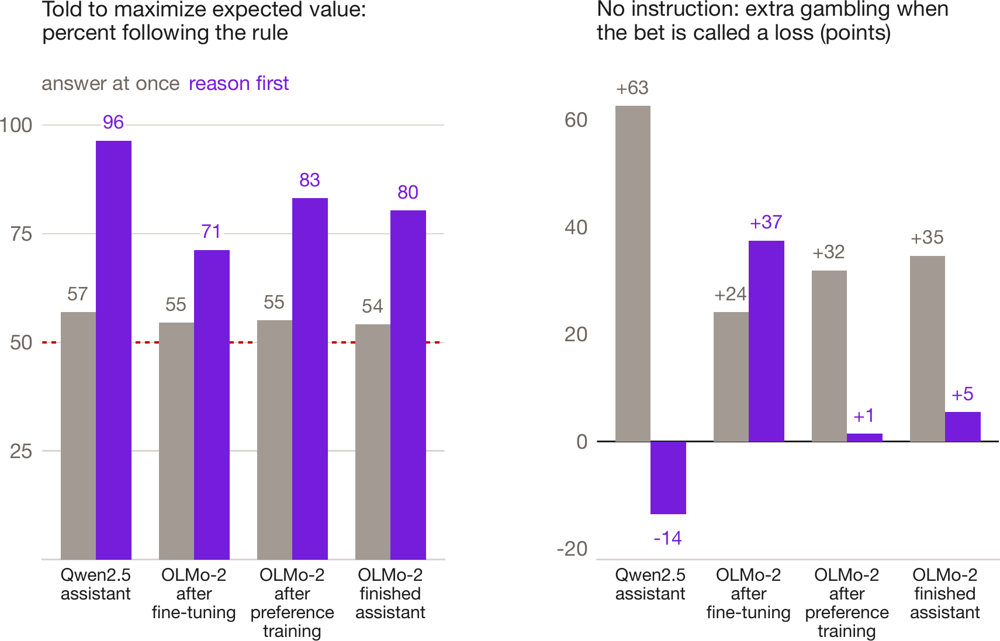 Told to maximize expected value:
percent following the rule
answer at once reason first
100
75
50
25
96
83
80
71
57
55
55
54
Qwen2.5
assistant
OLMo-2
after
fine-tuning
OLMo-2
after
preference
training
OLMo-2
finished
assistant
No instruction: extra gambling when
the bet is called a loss (points)
60
40
20
0
-20
+63
-14
+24
+37
+32
+1
+35
+5
Qwen2.5
assistant
OLMo-2
after
fine-tuning
OLMo-2
after
preference
training
OLMo-2
finished
assistant